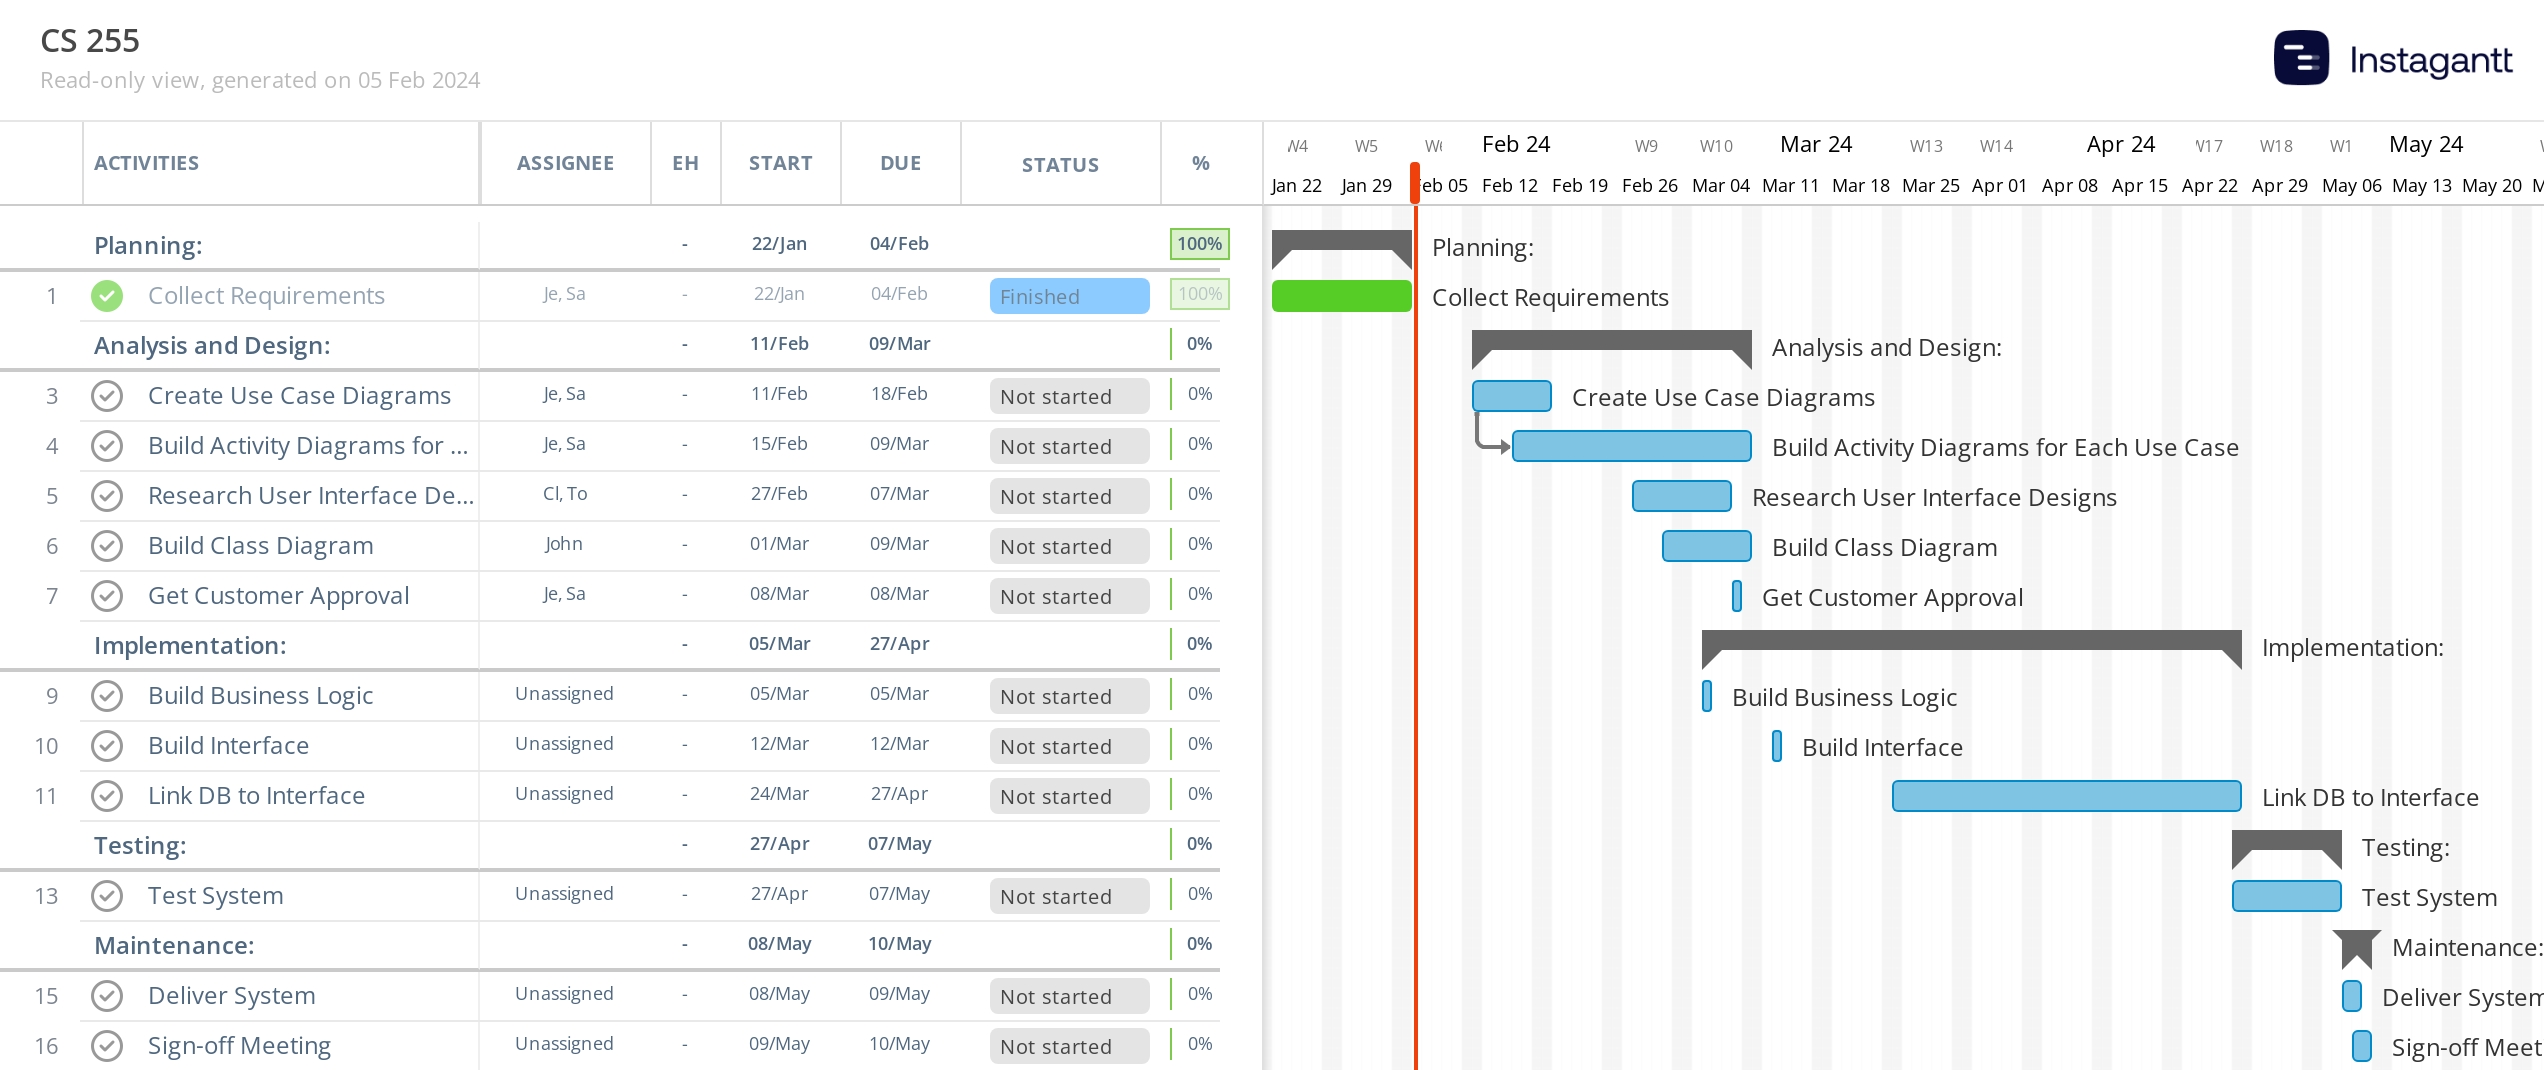 CS 255
Read-only view, generated on 05 Feb 2024
Instagantt
ACTIVITIES ASSIGNEE EH START DUE STATUS %
W4 W5 Feb 24 W9 W10 Mar 24 W13 W14 Apr 24 W17 W18 W1 May 24
Jan 22 Jan 29 Feb 05 Feb 12 Feb 19 Feb 26 Mar 04 Mar 11 Mar 18 Mar 25 Apr 01 Apr 08 Apr 15 Apr 22 Apr 29 May 06 May 13 May 20
Planning: - 22/Jan 04/Feb 100% Planning:
1 Collect Requirements Je, Sa - 22/Jan 04/Feb Finished 100% Collect Requirements
Analysis and Design: - 11/Feb 09/Mar 0% Analysis and Design:
3 Create Use Case Diagrams Je, Sa - 11/Feb 18/Feb Not started 0% Create Use Case Diagrams
4 Build Activity Diagrams for ... Je, Sa - 15/Feb 09/Mar Not started 0% Build Activity Diagrams for Each Use Case
5 Research User Interface De... Cl, To - 27/Feb 07/Mar Not started 0% Research User Interface Designs
6 Build Class Diagram John - 01/Mar 09/Mar Not started 0% Build Class Diagram
7 Get Customer Approval Je, Sa - 08/Mar 08/Mar Not started 0% Get Customer Approval
Implementation: - 05/Mar 27/Apr 0% Implementation:
9 Build Business Logic Unassigned - 05/Mar 05/Mar Not started 0% Build Business Logic
10 Build Interface Unassigned - 12/Mar 12/Mar Not started 0% Build Interface
11 Link DB to Interface Unassigned - 24/Mar 27/Apr Not started 0% Link DB to Interface
Testing: - 27/Apr 07/May 0% Testing:
13 Test System Unassigned - 27/Apr 07/May Not started 0% Test System
Maintenance: - 08/May 10/May 0% Maintenance:
15 Deliver System Unassigned - 08/May 09/May Not started 0% Deliver System
16 Sign-off Meeting Unassigned - 09/May 10/May Not started 0% Sign-off Meet